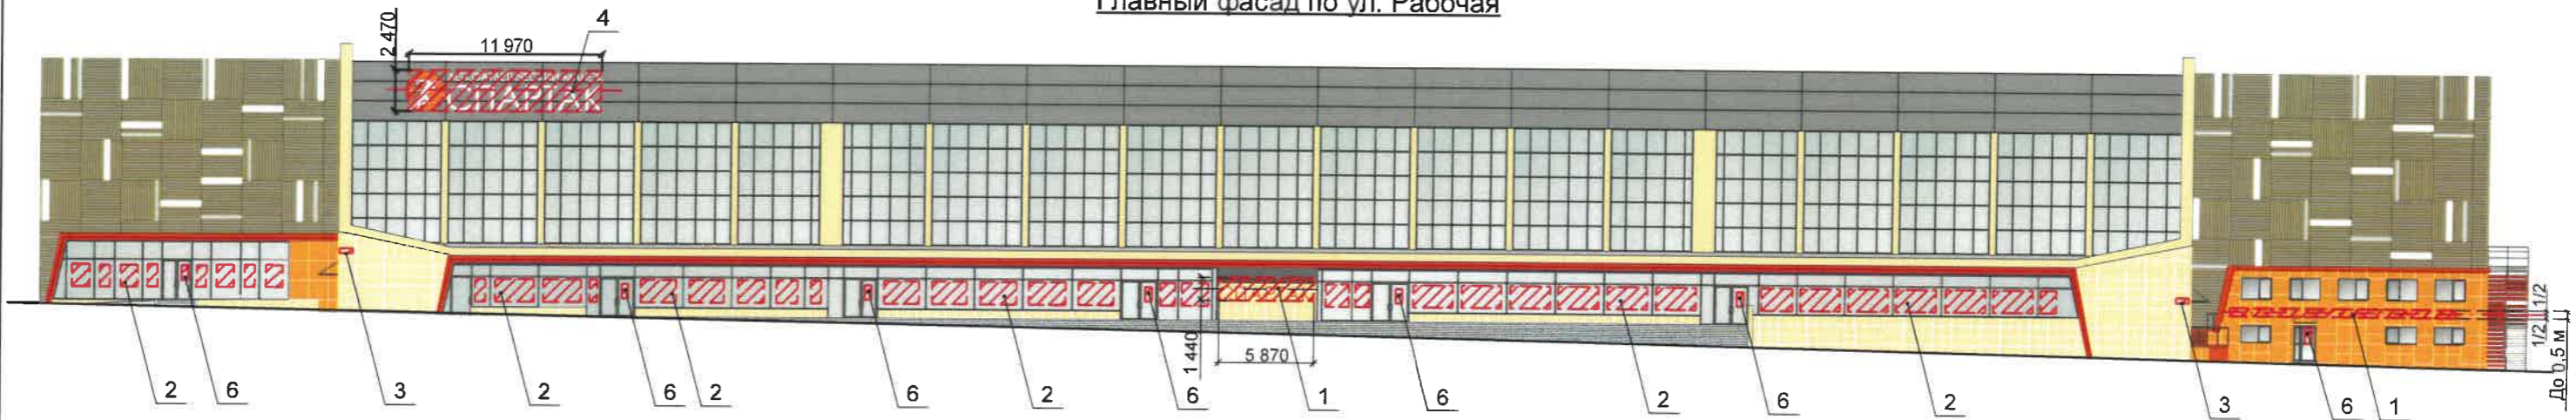 Главный фасад по ул. Рабочая
4
2 470
11 970
СПАРТАК
1 440
5 870
1/2 1/2
До 0,5 м
2 6 3 2 6 2 6 2 6 1 6 2 6 2 3 6 1